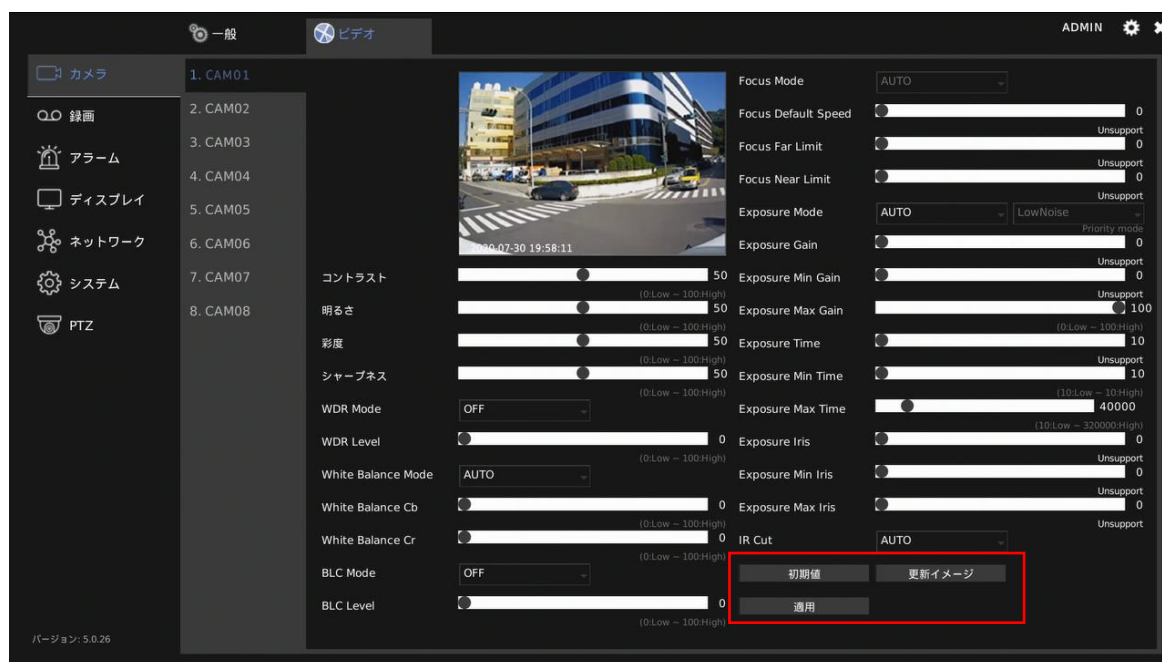 一般
ビデオ
ADMIN
カメラ
録画
アラーム
ディスプレイ
ネットワーク
システム
PTZ
バージョン: 5.0.26
1. CAM01
2. CAM02
3. CAM03
4. CAM04
5. CAM05
6. CAM06
7. CAM07
8. CAM08
2020-07-30 19:58:11
コントラスト 50
(0:Low ~ 100:High)
明るさ 50
(0:Low ~ 100:High)
彩度 50
(0:Low ~ 100:High)
シャープネス 50
(0:Low ~ 100:High)
WDR Mode OFF
WDR Level 0
(0:Low ~ 100:High)
White Balance Mode AUTO
White Balance Cb 0
(0:Low ~ 100:High)
White Balance Cr 0
(0:Low ~ 100:High)
BLC Mode OFF
BLC Level 0
(0:Low ~ 100:High)
Focus Mode AUTO
Focus Default Speed 0
Unsupport
Focus Far Limit 0
Unsupport
Focus Near Limit 0
Unsupport
Exposure Mode AUTO LowNoise
Priority mode
Exposure Gain 0
Unsupport
Exposure Min Gain 0
Unsupport
Exposure Max Gain 100
(0:Low ~ 100:High)
Exposure Time 10
Unsupport
Exposure Min Time 10
(10:Low ~ 10:High)
Exposure Max Time 40000
(10:Low ~ 320000:High)
Exposure Iris 0
Unsupport
Exposure Min Iris 0
Unsupport
Exposure Max Iris 0
Unsupport
IR Cut AUTO
初期値 更新イメージ
適用